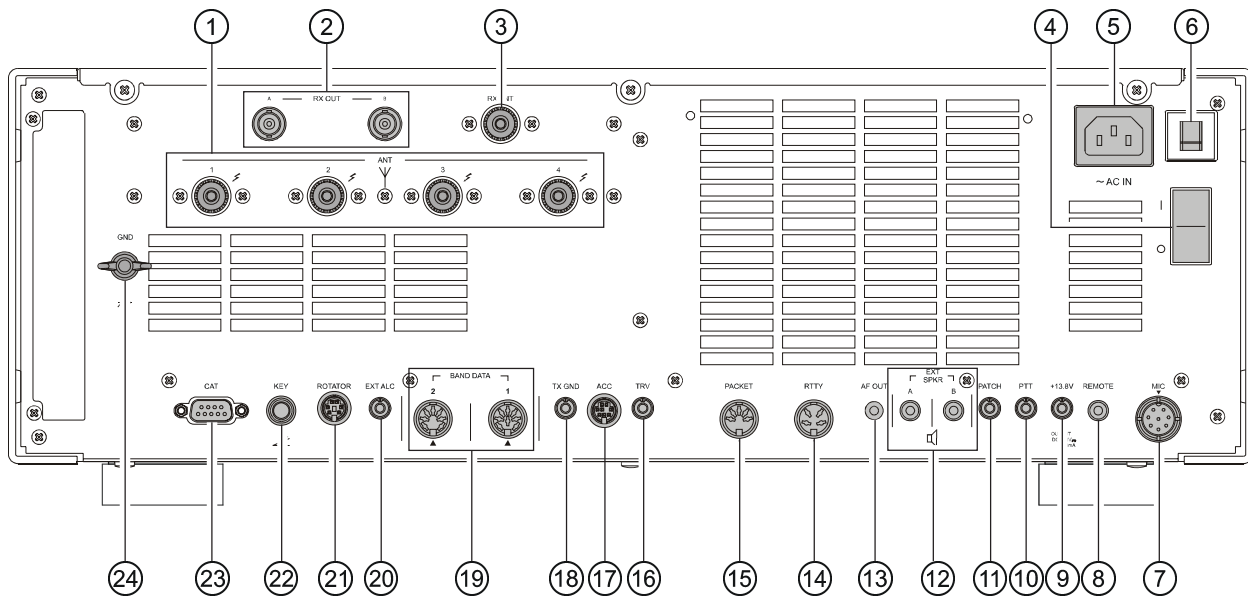 1 2 3 4 5 6
A RX OUT B
ANT
1 2 3 4
~ AC IN
GND
CAT KEY ROTATOR EXT ALC
BAND DATA
2 1
TX GND ACC TRV PACKET RTTY AF OUT
EXT
SPKR
A B
PATCH PTT +13.8V REMOTE MIC
24 23 22 21 20 19 18 17 16 15 14 13 12 11 10 9 8 7